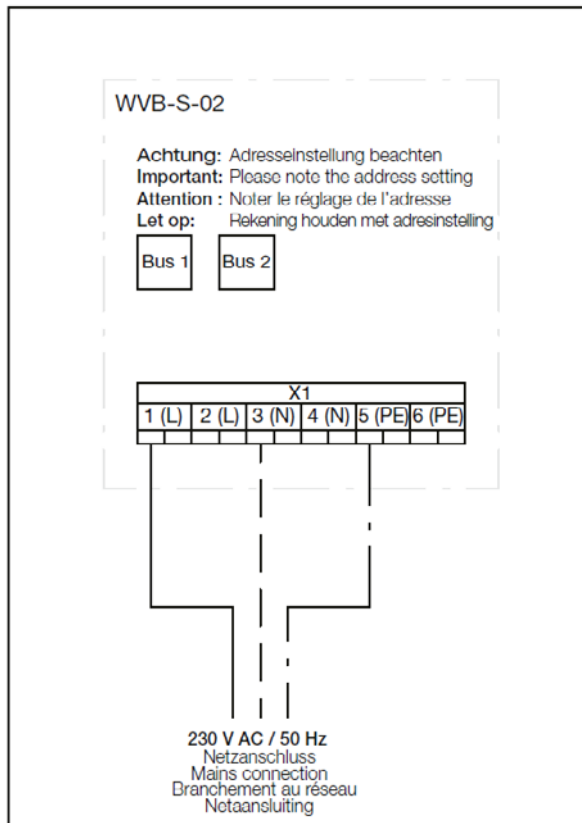 WVB-S-02
Achtung: Adresseinstellung beachten
Important: Please note the address setting
Attention : Noter le réglage de l'adresse
Let op: Rekening houden met adresinstelling
Bus 1 Bus 2
X1
1 (L) 2 (L) 3 (N) 4 (N) 5 (PE) 6 (PE)
230 V AC / 50 Hz
Netzanschluss
Mains connection
Branchement au réseau
Netaansluiting